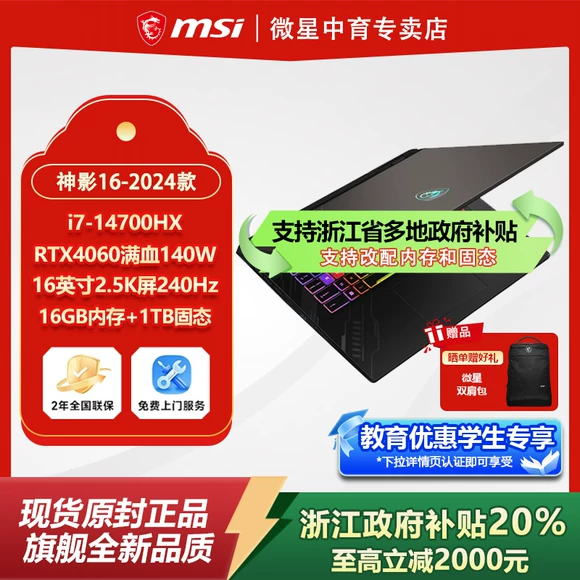 msi 微星中育专卖店
神影16-2024款
i7-14700HX
RTX4060满血140W
16英寸2.5K屏240Hz
16GB内存+1TB固态
2年全国联保
免费上门服务
支持浙江省多地政府补贴
支持改配内存和固态
赠品
晒单赠好礼
微星
双肩包
教育优惠学生专享
*下拉详情页认证即可享受
现货原封正品
旗舰全新品质
浙江政府补贴20%
至高立减2000元